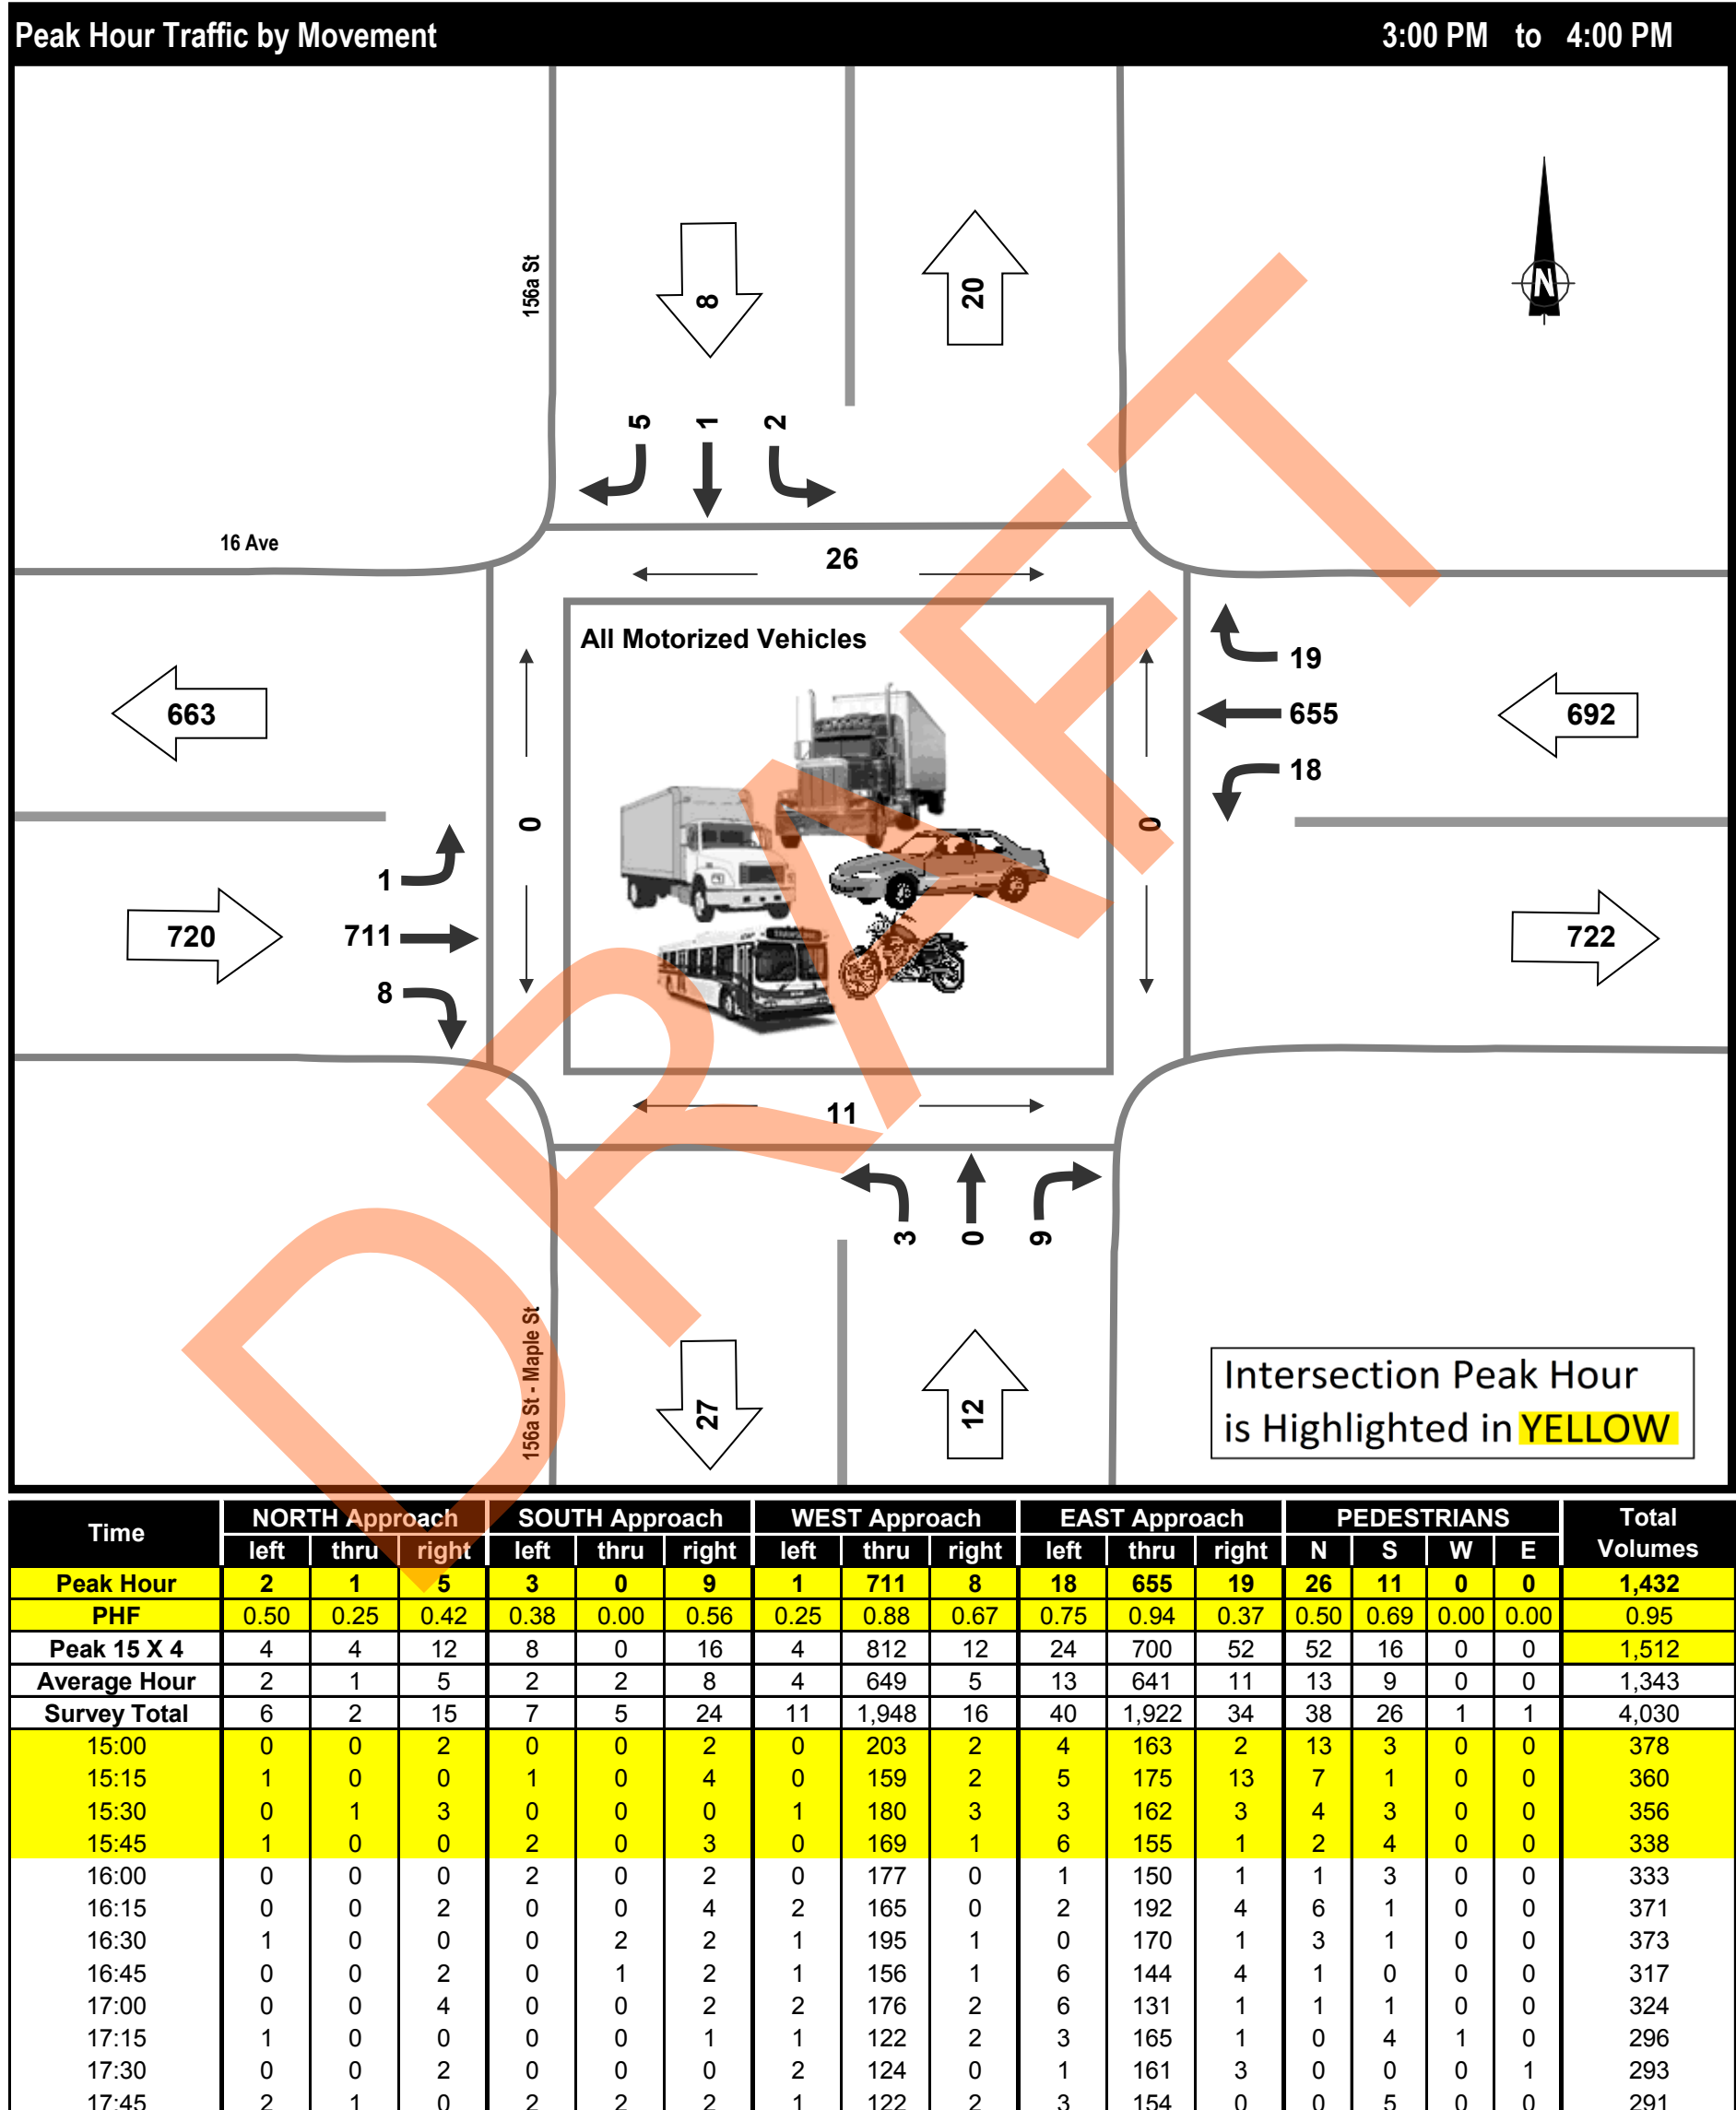 Peak Hour Traffic by Movement 3:00 PM to 4:00 PM
156a St
8
20
N
5 1 2
16 Ave
26
All Motorized Vehicles
19
663
655
692
18
0
0
1
720
711
722
8
11
3 0 9
156a St - Maple St
27
12
Intersection Peak Hour
is Highlighted in YELLOW
DRAFT
Time NORTH Approach SOUTH Approach WEST Approach EAST Approach PEDESTRIANS Total Volumes
left thru right left thru right left thru right left thru right N S W E
Peak Hour 2 1 5 3 0 9 1 711 8 18 655 19 26 11 0 0 1,432
PHF 0.50 0.25 0.42 0.38 0.00 0.56 0.25 0.88 0.67 0.75 0.94 0.37 0.50 0.69 0.00 0.00 0.95
Peak 15 X 4 4 4 12 8 0 16 4 812 12 24 700 52 52 16 0 0 1,512
Average Hour 2 1 5 2 2 8 4 649 5 13 641 11 13 9 0 0 1,343
Survey Total 6 2 15 7 5 24 11 1,948 16 40 1,922 34 38 26 1 1 4,030
15:00 0 0 2 0 0 2 0 203 2 4 163 2 13 3 0 0 378
15:15 1 0 0 1 0 4 0 159 2 5 175 13 7 1 0 0 360
15:30 0 1 3 0 0 0 1 180 3 3 162 3 4 3 0 0 356
15:45 1 0 0 2 0 3 0 169 1 6 155 1 2 4 0 0 338
16:00 0 0 0 2 0 2 0 177 0 1 150 1 1 3 0 0 333
16:15 0 0 2 0 0 4 2 165 0 2 192 4 6 1 0 0 371
16:30 1 0 0 0 2 2 1 195 1 0 170 1 3 1 0 0 373
16:45 0 0 2 0 1 2 1 156 1 6 144 4 1 0 0 0 317
17:00 0 0 4 0 0 2 2 176 2 6 131 1 1 1 0 0 324
17:15 1 0 0 0 0 1 1 122 2 3 165 1 0 4 1 0 296
17:30 0 0 2 0 0 0 2 124 0 1 161 3 0 0 0 1 293
17:45 2 1 0 2 2 2 1 122 2 3 154 0 0 5 0 0 291